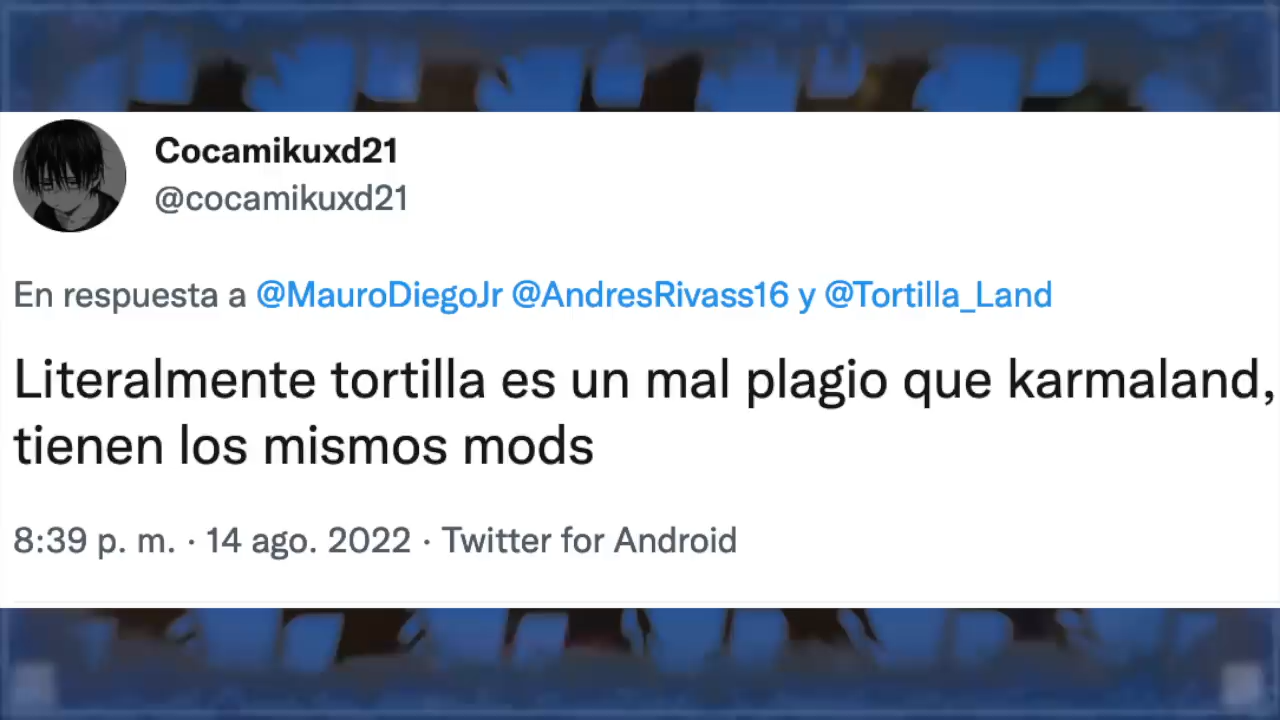 Cocamikuxd21
@cocamikuxd21
En respuesta a @MauroDiegoJr @AndresRivass16 y @Tortilla_Land
Literalmente tortilla es un mal plagio que karmaland,
tienen los mismos mods
8:39 p. m. · 14 ago. 2022 · Twitter for Android